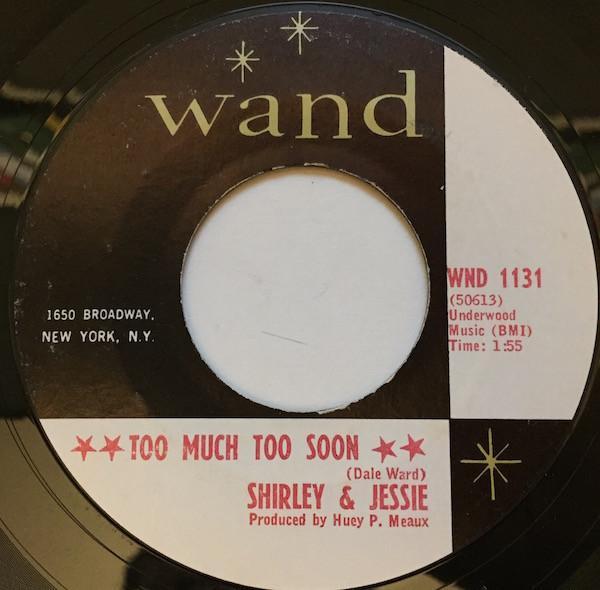 wand
WND 1131
(50613)
Underwood
Music (BMI)
Time: 1:55
1650 BROADWAY,
NEW YORK, N.Y.
★★TOO MUCH TOO SOON★★
(Dale Ward)
SHIRLEY & JESSIE
Produced by Huey P. Meaux